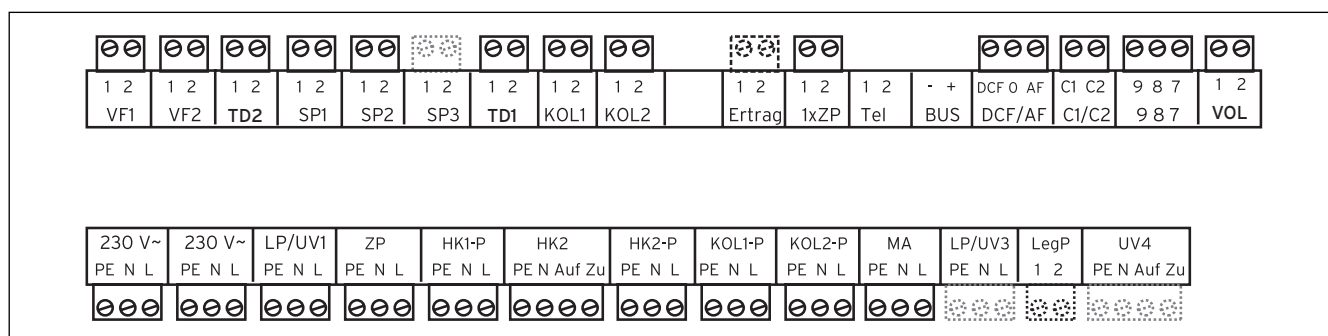 1 2 1 2 1 2 1 2 1 2 1 2 1 2 1 2 1 2 1 2 1 2 1 2 - + DCF O AF C1 C2 9 8 7 1 2
VF1 VF2 TD2 SP1 SP2 SP3 TD1 KOL1 KOL2 Ertrag 1xZP Tel BUS DCF/AF C1/C2 9 8 7 VOL
230 V~ 230 V~ LP/UV1 ZP HK1-P HK2 HK2-P KOL1-P KOL2-P MA LP/UV3 LegP UV4
PE N L PE N L PE N L PE N L PE N L PE N Auf Zu PE N L PE N L PE N L PE N L PE N L 1 2 PE N Auf Zu